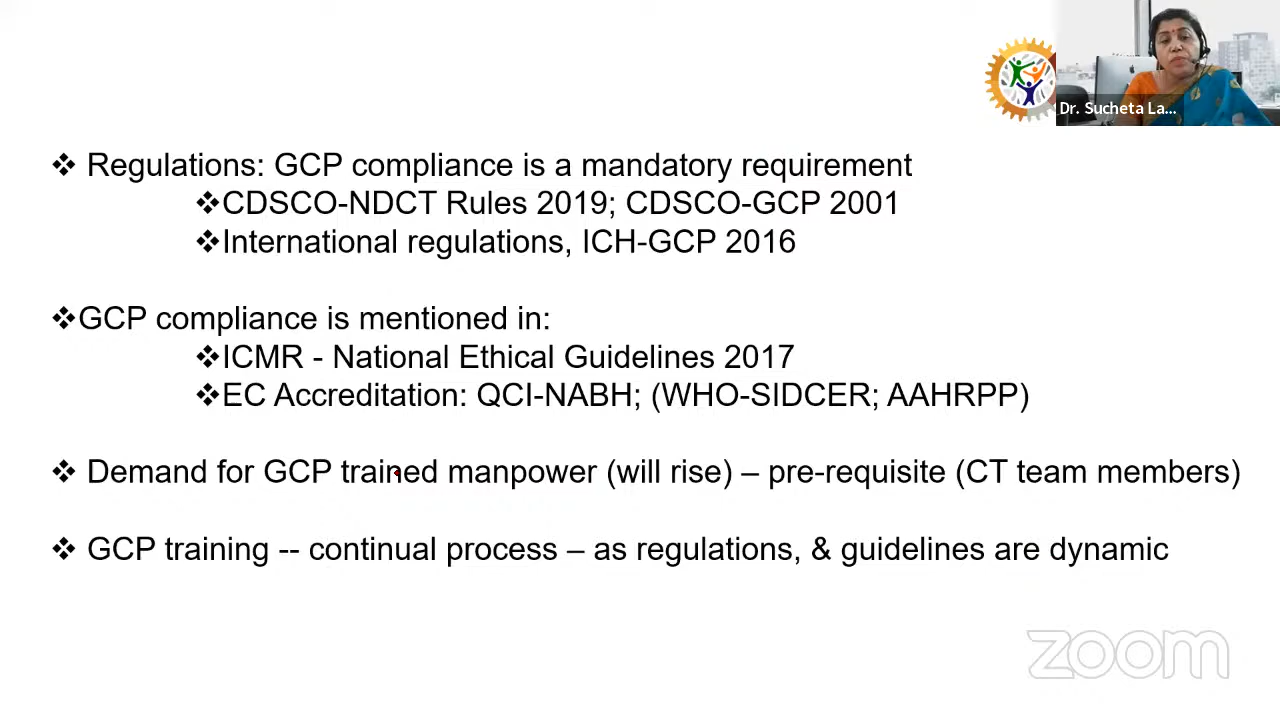 Dr. Sucheta La...
❖ Regulations: GCP compliance is a mandatory requirement
❖CDSCO-NDCT Rules 2019; CDSCO-GCP 2001
❖International regulations, ICH-GCP 2016
❖GCP compliance is mentioned in:
❖ICMR - National Ethical Guidelines 2017
❖EC Accreditation: QCI-NABH; (WHO-SIDCER; AAHRPP)
❖ Demand for GCP trained manpower (will rise) – pre-requisite (CT team members)
❖ GCP training -- continual process – as regulations, & guidelines are dynamic
zoom